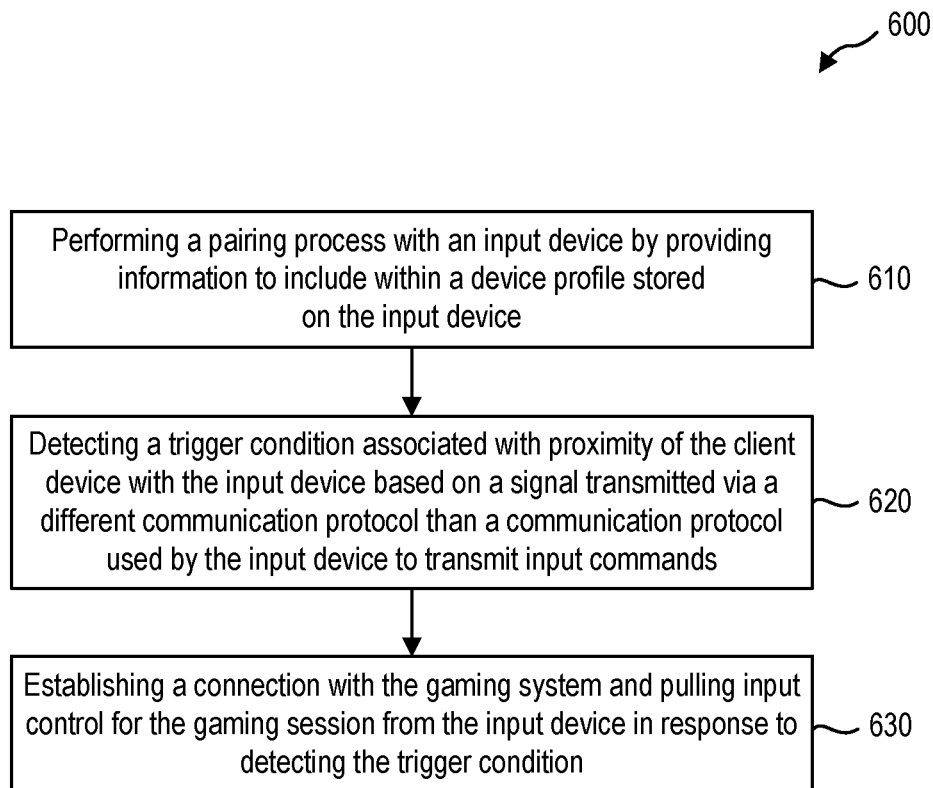 600
Performing a pairing process with an input device by providing
information to include within a device profile stored
on the input device
610
Detecting a trigger condition associated with proximity of the client
device with the input device based on a signal transmitted via a
different communication protocol than a communication protocol
used by the input device to transmit input commands
620
Establishing a connection with the gaming system and pulling input
control for the gaming session from the input device in response to
detecting the trigger condition
630